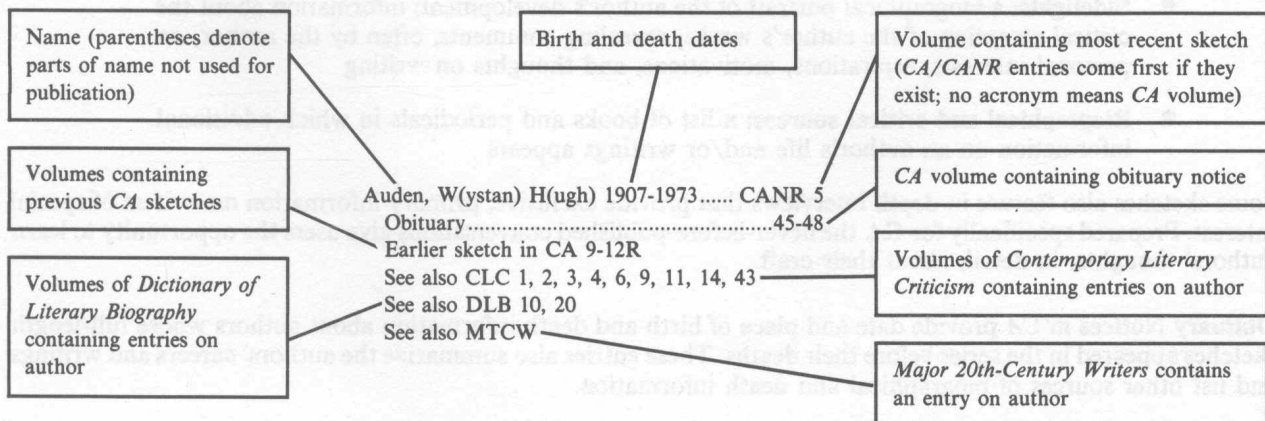 Name (parentheses denote
parts of name not used for
publication)
Birth and death dates
Volume containing most recent sketch
(CA/CANR entries come first if they
exist; no acronym means CA volume)
Volumes containing
previous CA sketches
CA volume containing obituary notice
Auden, W(ystan) H(ugh) 1907-1973..... CANR 5
Obituary 45-48
Earlier sketch in CA 9-12R
See also CLC 1, 2, 3, 4, 6, 9, 11, 14, 43
See also DLB 10, 20
See also MTCW
Volumes of Dictionary of
Literary Biography
containing entries on
author
Volumes of Contemporary Literary
Criticism containing entries on author
Major 20th-Century Writers contains
an entry on author